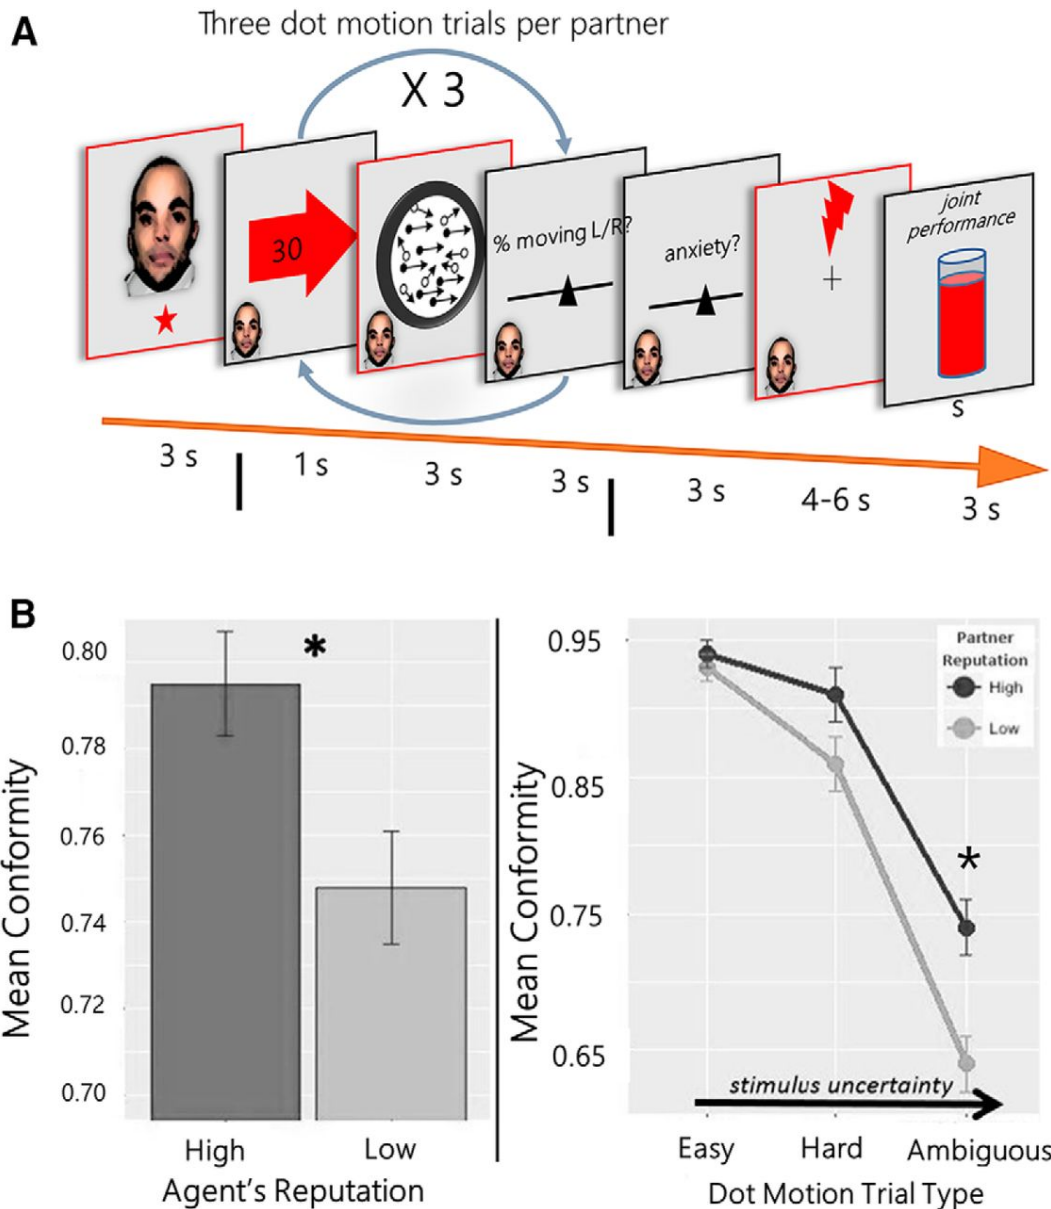 A
Three dot motion trials per partner
X 3
30
% moving L/R?
anxiety?
joint
performance
s
3 s
1 s
3 s
3 s
3 s
4-6 s
3 s
B
Mean Conformity
0.80
0.78
0.76
0.74
0.72
0.70
*
High
Low
Agent's Reputation
Mean Conformity
0.95
0.85
0.75
0.65
Partner
Reputation
High
Low
*
stimulus uncertainty
Easy
Hard
Ambiguous
Dot Motion Trial Type